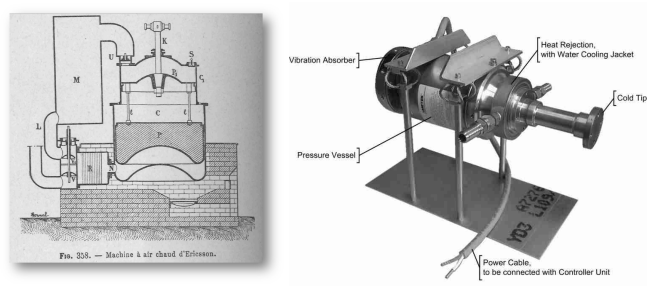 K
S
U
B
C
M
C
t
t
L
P
R
N
V
FIG. 358. — Machine à air chaud d'Ericsson.
Vibration Absorber
Heat Rejection,
with Water Cooling Jacket
Cold Tip
Pressure Vessel
Power Cable,
to be connected with Controller Unit